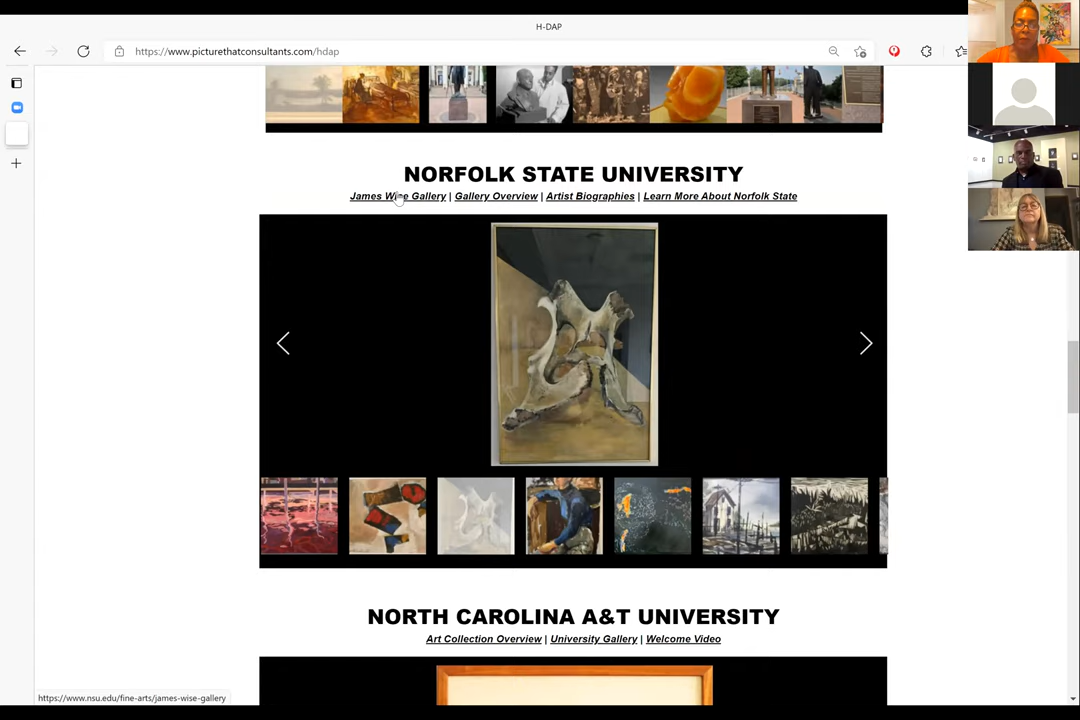 H-DAP
https://www.picturethatconsultants.com/hdap
NORFOLK STATE UNIVERSITY
James Wise Gallery | Gallery Overview | Artist Biographies | Learn More About Norfolk State
NORTH CAROLINA A&T UNIVERSITY
Art Collection Overview | University Gallery | Welcome Video
https://www.nsu.edu/fine-arts/james-wise-gallery